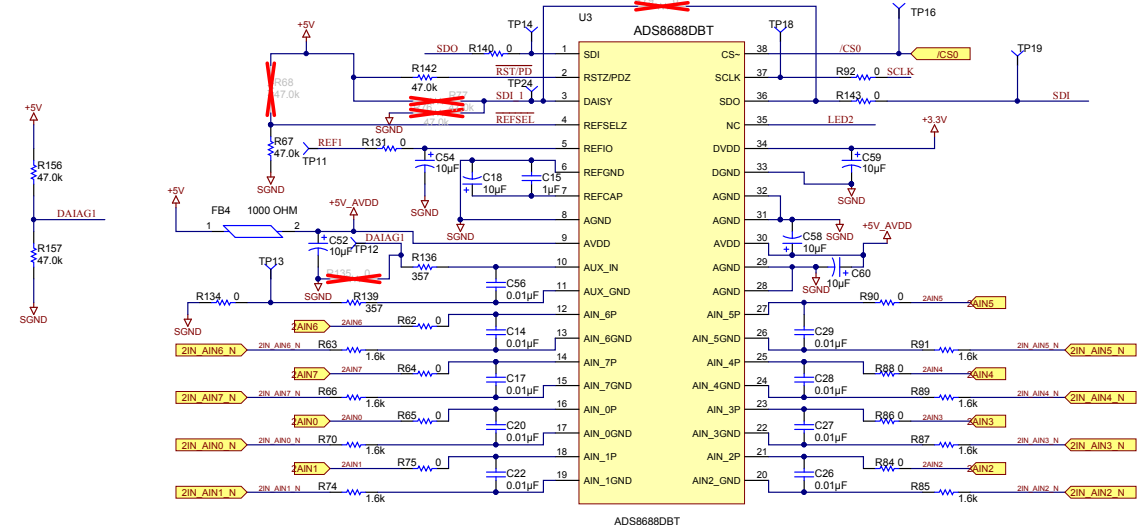 U3
ADS8688DBT
+5V
R68
47.0k
R67
47.0k
SGND
+5V
R156
47.0k
DAIAG1
R157
47.0k
SGND
SDO
R140 0
TP14
R142
47.0k
RST/PD
TP24
R77
SDI_1
47.0k
SGND
REFSEL
TP11
REF1
R131 0
C54
10µF
SGND
C18
10µF
C15
1µF
SGND
+5V
FB4
1000 OHM
1
2
+5V_AVDD
C52
10µF
SGND
DAIAG1
TP12
R135 0
R136
357
TP13
R134 0
SGND
R139
357
C56
0.01µF
2AIN6
2AIN6
R62 0
C14
0.01µF
2IN_AIN6_N
2IN_AIN6_N
R63
1.6k
2AIN7
2AIN7
R64 0
C17
0.01µF
2IN_AIN7_N
2IN_AIN7_N
R66
1.6k
2AIN0
2AIN0
R65 0
C20
0.01µF
2IN_AIN0_N
2IN_AIN0_N
R70
1.6k
2AIN1
2AIN1
R75 0
C22
0.01µF
2IN_AIN1_N
2IN_AIN1_N
R74
1.6k
1 SDI
2 RSTZ/PDZ
3 DAISY
4 REFSELZ
5 REFIO
6 REFGND
7 REFCAP
8 AGND
9 AVDD
10 AUX_IN
11 AUX_GND
12 AIN_6P
13 AIN_6GND
14 AIN_7P
15 AIN_7GND
16 AIN_0P
17 AIN_0GND
18 AIN_1P
19 AIN_1GND
CS~ 38
SCLK 37
SDO 36
NC 35
DVDD 34
DGND 33
AGND 32
AGND 31
AVDD 30
AGND 29
AGND 28
AIN_5P 27
AIN_5GND 26
AIN_4P 25
AIN_4GND 24
AIN_3P 23
AIN_3GND 22
AIN_2P 21
AIN2_GND 20
TP18
TP16
/CS0
/CS0
TP19
R92 0 SCLK
R143 0
SDI
LED2
+3.3V
C59
10µF
SGND
C58
10µF
SGND
+5V_AVDD
C60
10µF
SGND
R90 0
2AIN5
2AIN5
C29
0.01µF
R91
1.6k
2IN_AIN5_N
2IN_AIN5_N
R88 0
2AIN4
2AIN4
C28
0.01µF
R89
1.6k
2IN_AIN4_N
2IN_AIN4_N
R86 0
2AIN3
2AIN3
C27
0.01µF
R87
1.6k
2IN_AIN3_N
2IN_AIN3_N
R84 0
2AIN2
2AIN2
C26
0.01µF
R85
1.6k
2IN_AIN2_N
2IN_AIN2_N
ADS8688DBT